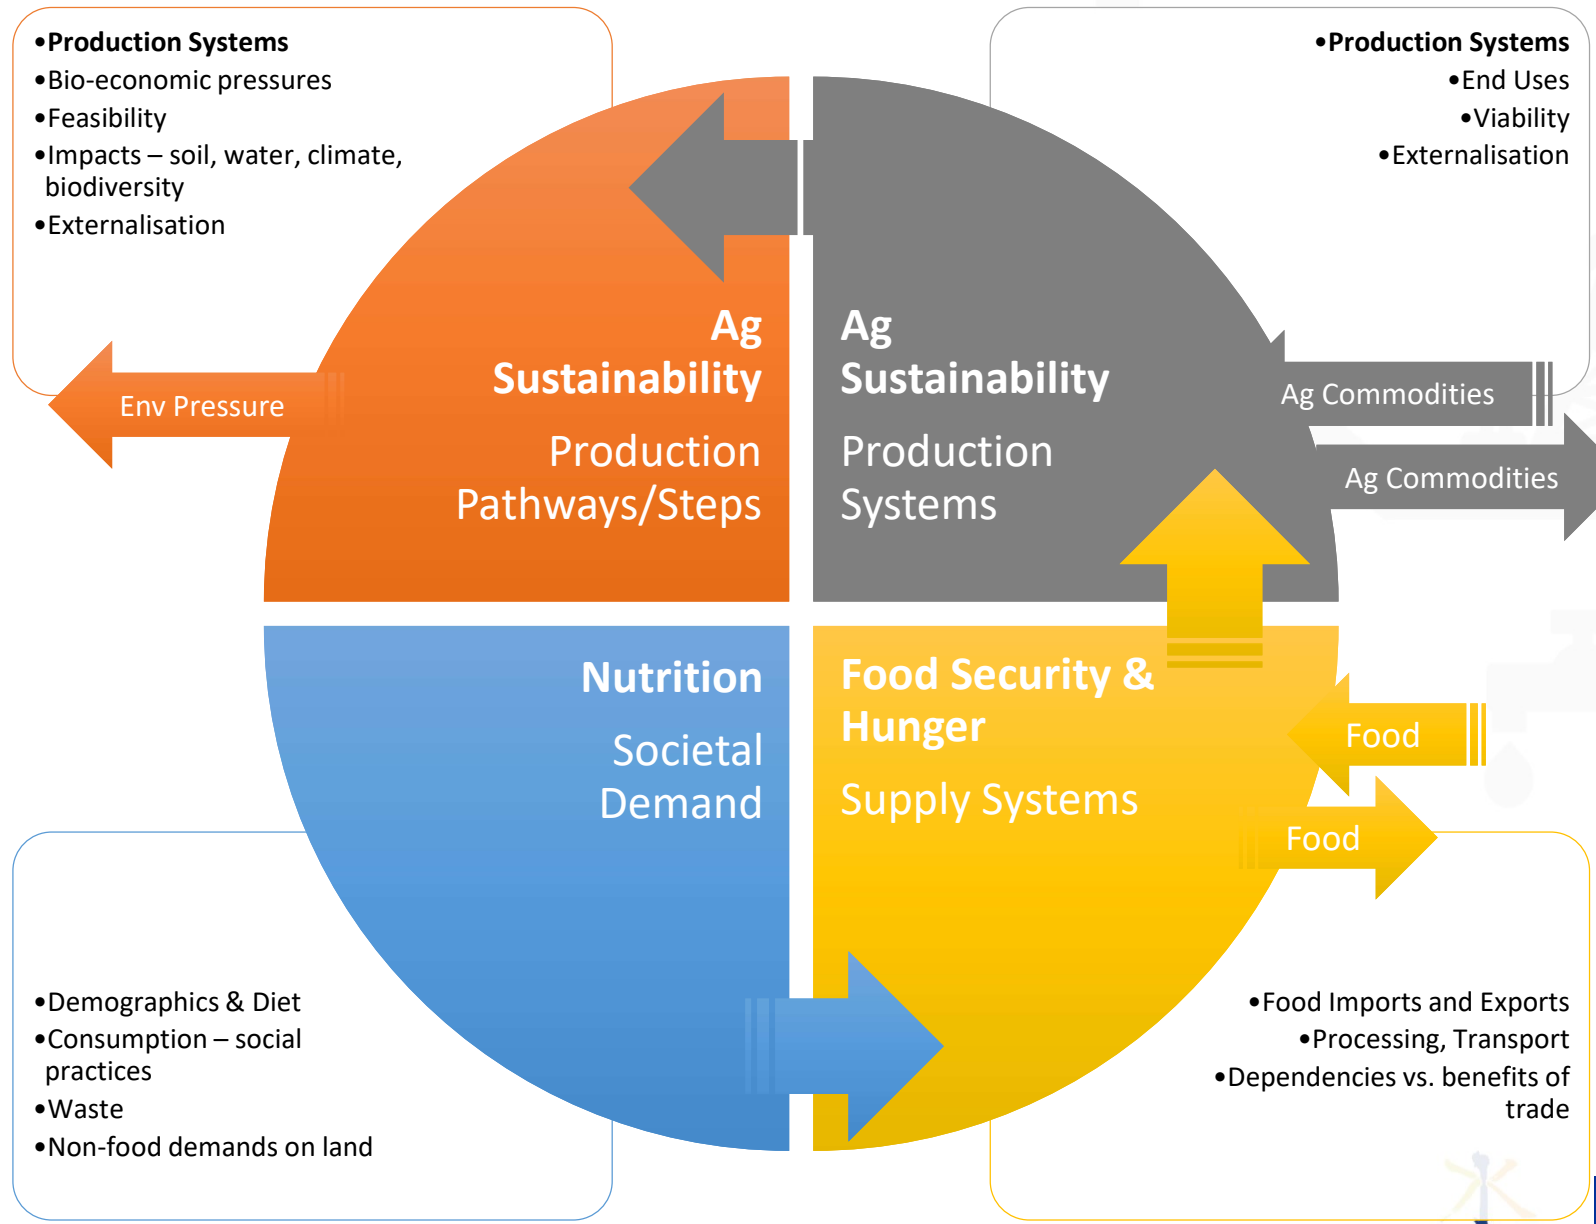 •Production Systems
•Bio-economic pressures
•Feasibility
•Impacts – soil, water, climate,
biodiversity
•Externalisation
•Production Systems
•End Uses
•Viability
•Externalisation
Ag
Sustainability
Production
Pathways/Steps
Ag
Sustainability
Production
Systems
Env Pressure
Ag Commodities
Ag Commodities
Nutrition
Societal
Demand
Food Security &
Hunger
Supply Systems
Food
Food
•Demographics & Diet
•Consumption – social
practices
•Waste
•Non-food demands on land
•Food Imports and Exports
•Processing, Transport
•Dependencies vs. benefits of
trade